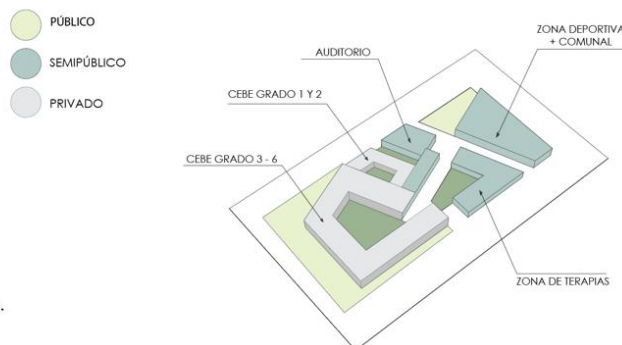 PÚBLICO
SEMIPÚBLICO
PRIVADO
ZONA DEPORTIVA
+ COMUNAL
AUDITORIO
CEBE GRADO 1 Y 2
CEBE GRADO 3 - 6
ZONA DE TERAPIAS
.